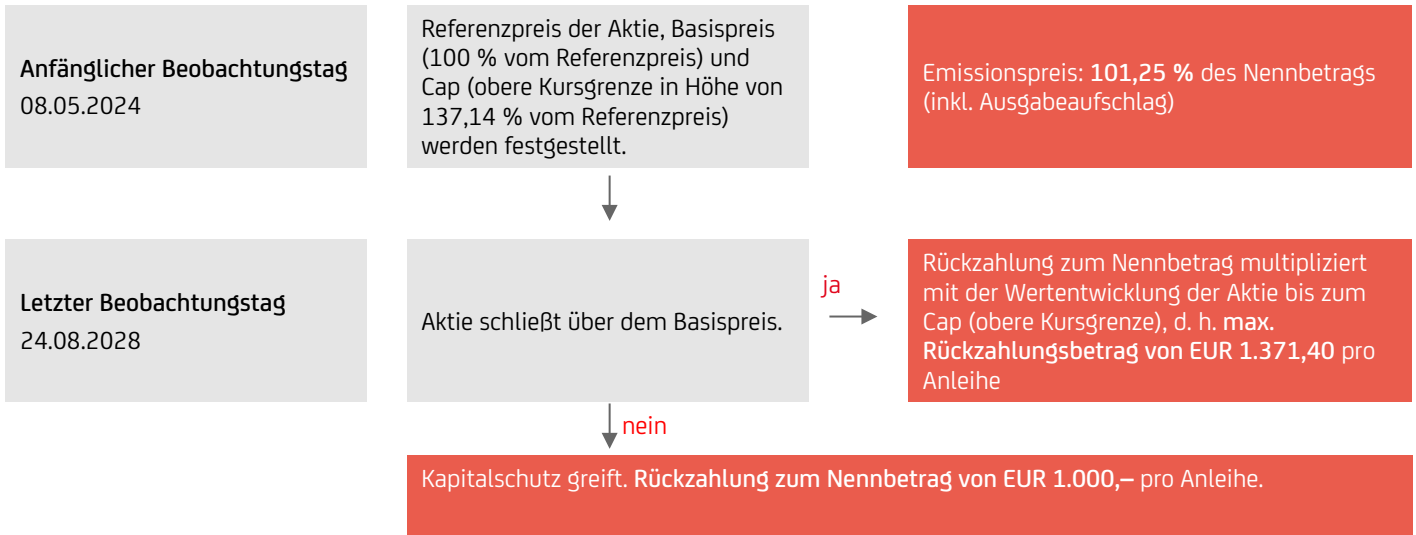 Anfänglicher Beobachtungstag
08.05.2024
Referenzpreis der Aktie, Basispreis
(100 % vom Referenzpreis) und
Cap (obere Kursgrenze in Höhe von
137,14 % vom Referenzpreis)
werden festgestellt.
Emissionspreis: 101,25 % des Nennbetrags
(inkl. Ausgabeaufschlag)
Letzter Beobachtungstag
24.08.2028
Aktie schließt über dem Basispreis.
ja
Rückzahlung zum Nennbetrag multipliziert
mit der Wertentwicklung der Aktie bis zum
Cap (obere Kursgrenze), d. h. max.
Rückzahlungsbetrag von EUR 1.371,40 pro
Anleihe
nein
Kapitalschutz greift. Rückzahlung zum Nennbetrag von EUR 1.000,– pro Anleihe.